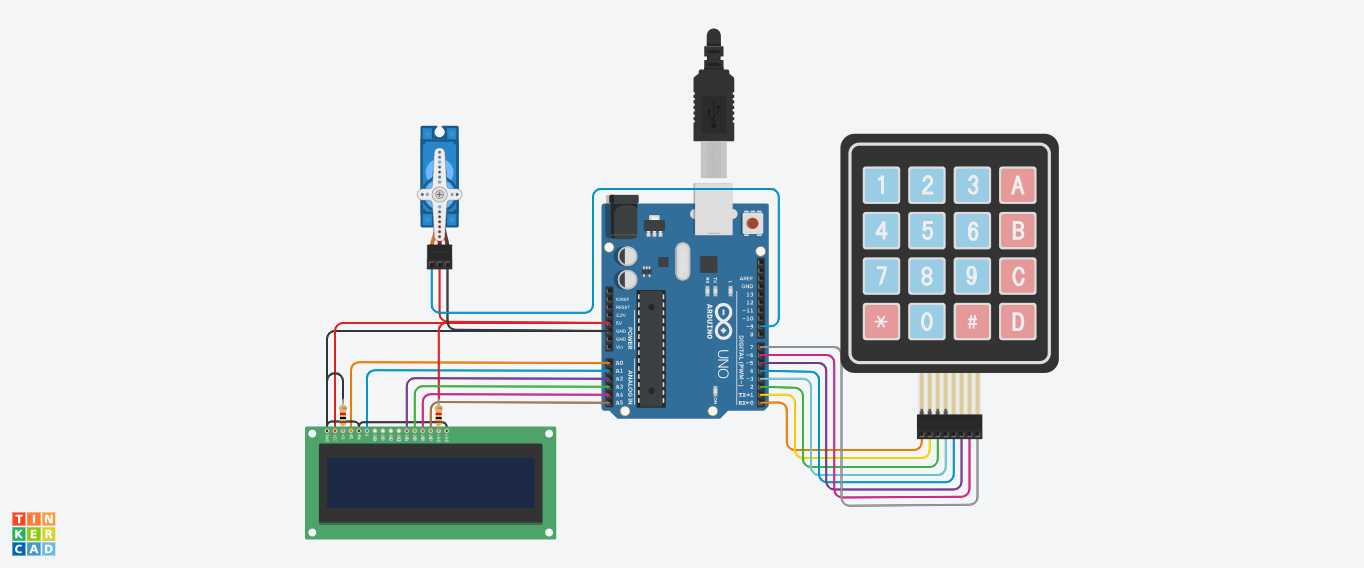 1 2 3 A
4 5 6 B
7 8 9 C
* 0 # D
AREF
GND
13
12
~11
~10
~9
8
7
~6
~5
4
~3
2
TX→1
RX←0
DIGITAL (PWM~)
IOREF
RESET
3.3V
5V
GND
GND
Vin
POWER
A0
A1
A2
A3
A4
A5
ANALOG IN
RX
TX
L
ON
ARDUINO
UNO
TIN
KER
CAD